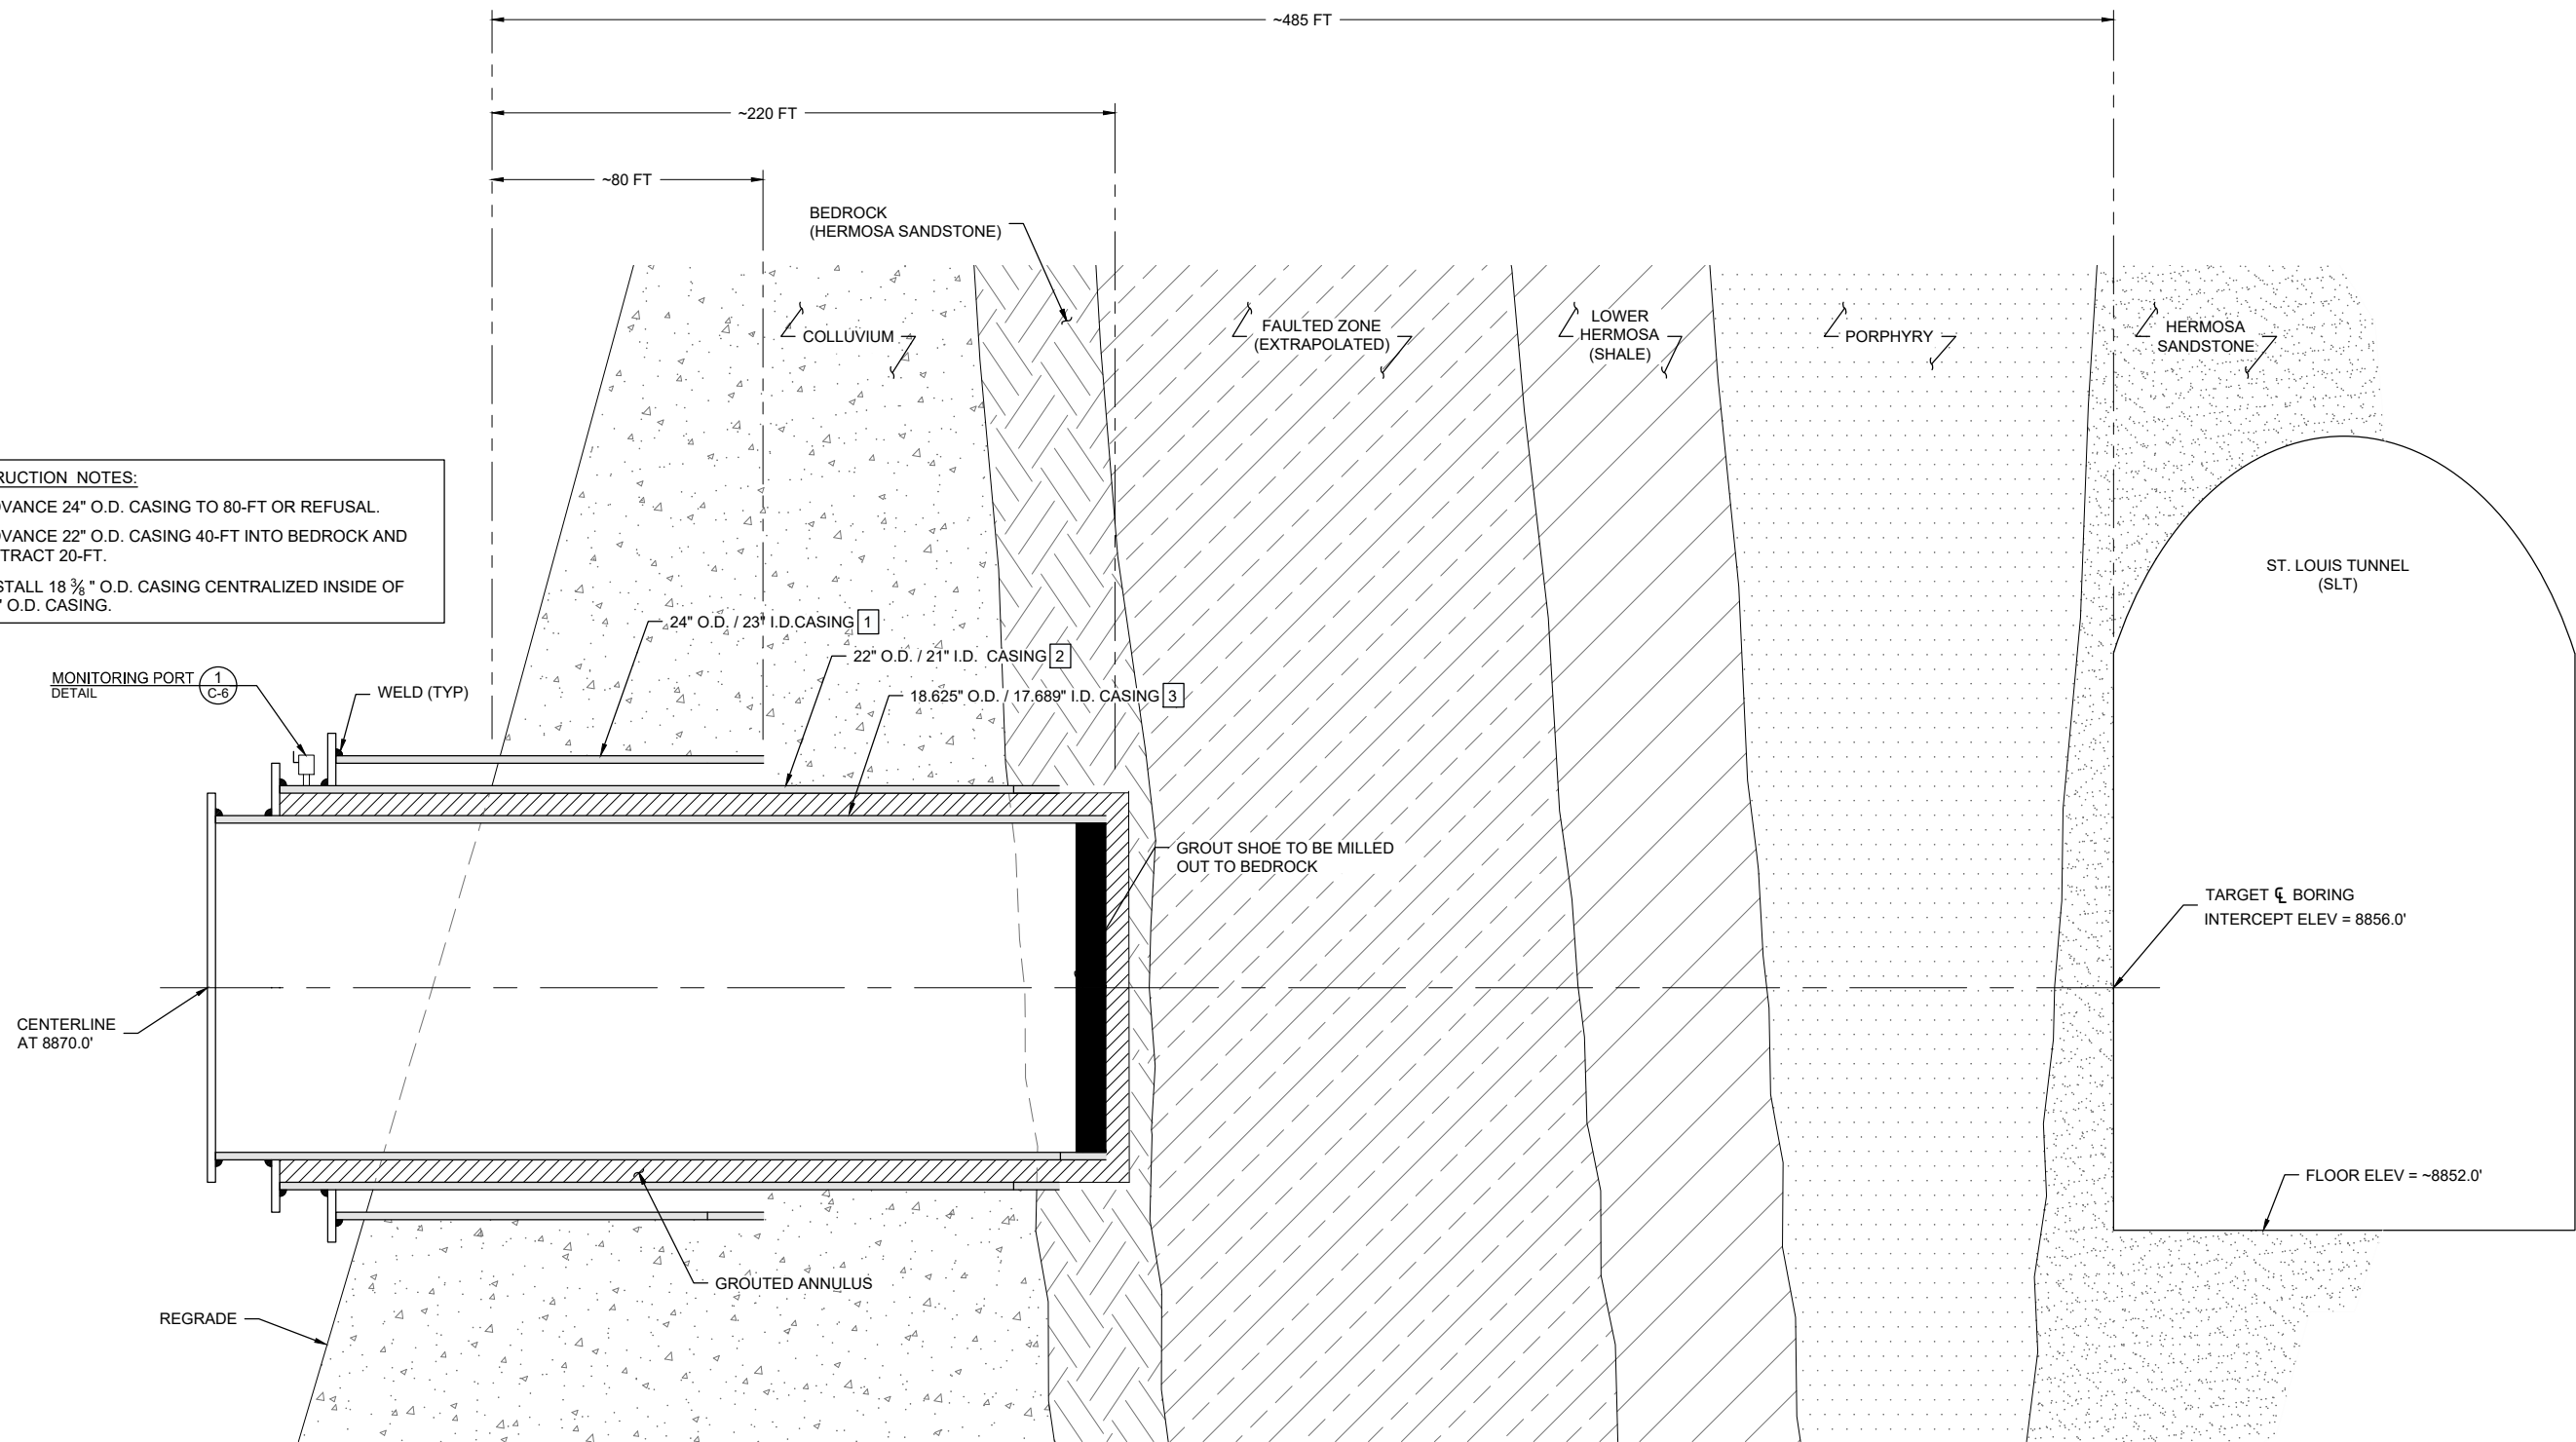 ~485 FT
~220 FT
~80 FT
BEDROCK
(HERMOSA SANDSTONE)
COLLUVIUM
FAULTED ZONE
(EXTRAPOLATED)
LOWER
HERMOSA
(SHALE)
PORPHYRY
HERMOSA
SANDSTONE
RUCTION NOTES:
DVANCE 24" O.D. CASING TO 80-FT OR REFUSAL.
DVANCE 22" O.D. CASING 40-FT INTO BEDROCK AND
TRACT 20-FT.
STALL 18 ⅜ " O.D. CASING CENTRALIZED INSIDE OF
" O.D. CASING.
ST. LOUIS TUNNEL
(SLT)
24" O.D. / 23" I.D.CASING 1
22" O.D. / 21" I.D. CASING 2
18.625" O.D. / 17.689" I.D. CASING 3
MONITORING PORT
DETAIL
1
C-6
WELD (TYP)
GROUT SHOE TO BE MILLED
OUT TO BEDROCK
TARGET ℄ BORING
INTERCEPT ELEV = 8856.0'
CENTERLINE
AT 8870.0'
FLOOR ELEV = ~8852.0'
GROUTED ANNULUS
REGRADE